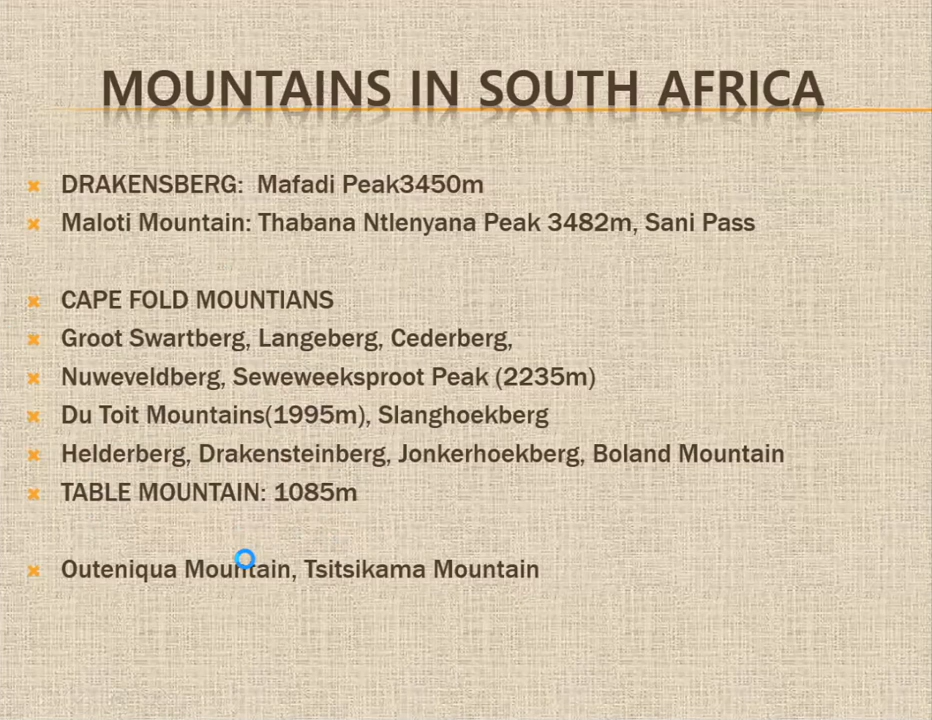 MOUNTAINS IN SOUTH AFRICA
DRAKENSBERG:  Mafadi Peak3450m
Maloti Mountain: Thabana Ntlenyana Peak 3482m, Sani Pass
CAPE FOLD MOUNTIANS
Groot Swartberg, Langeberg, Cederberg,
Nuweveldberg, Seweweeksproot Peak (2235m)
Du Toit Mountains(1995m), Slanghoekberg
Helderberg, Drakensteinberg, Jonkerhoekberg, Boland Mountain
TABLE MOUNTAIN: 1085m
Outeniqua Mountain, Tsitsikama Mountain